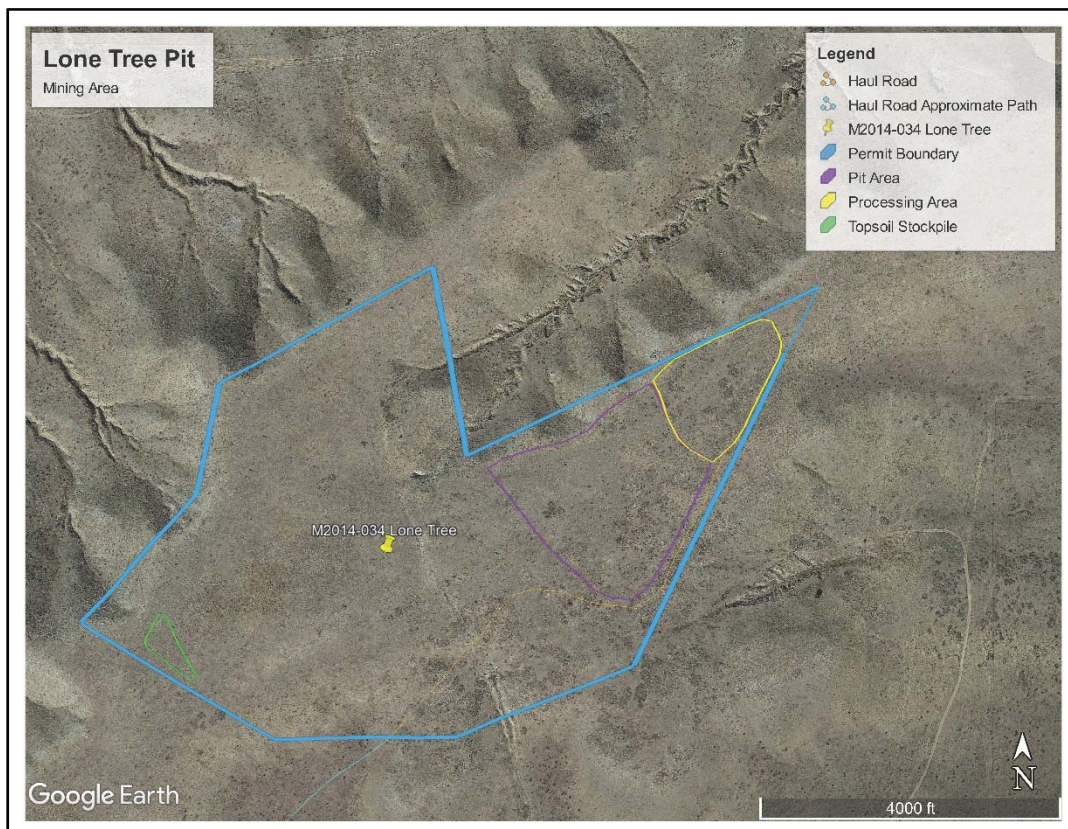 Lone Tree Pit
Mining Area
Legend
Haul Road
Haul Road Approximate Path
M2014-034 Lone Tree
Permit Boundary
Pit Area
Processing Area
Topsoil Stockpile
M2014-034 Lone Tree
Google Earth
N
4000 ft